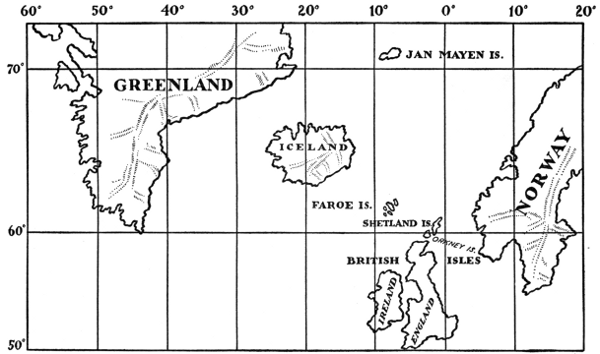 60° 50° 40° 30° 20° 10° 0° 10° 20°
JAN MAYEN IS.
70°
GREENLAND
ICELAND
NORWAY
FAROE IS.
SHETLAND IS.
60°
ORKNEY IS.
BRITISH ISLES
IRELAND
ENGLAND
50°